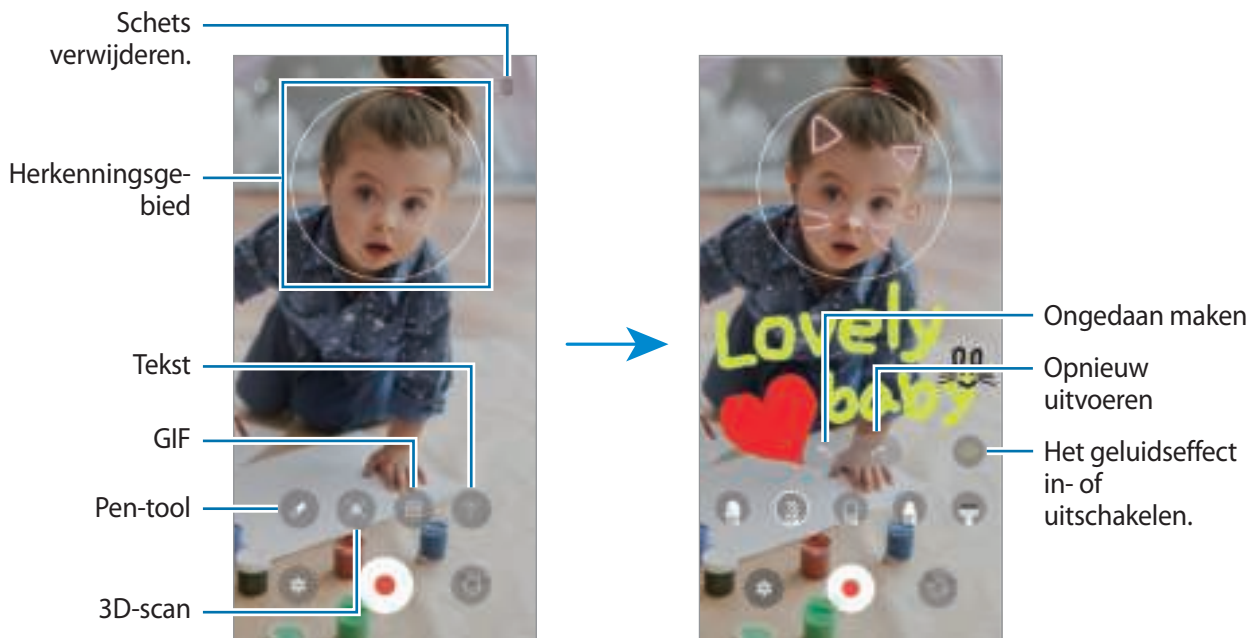 Schets
verwijderen.
Herkenningsge-
bied
Tekst
GIF
Pen-tool
3D-scan
Lovely
baby
Ongedaan maken
Opnieuw
uitvoeren
Het geluidseffect
in- of
uitschakelen.